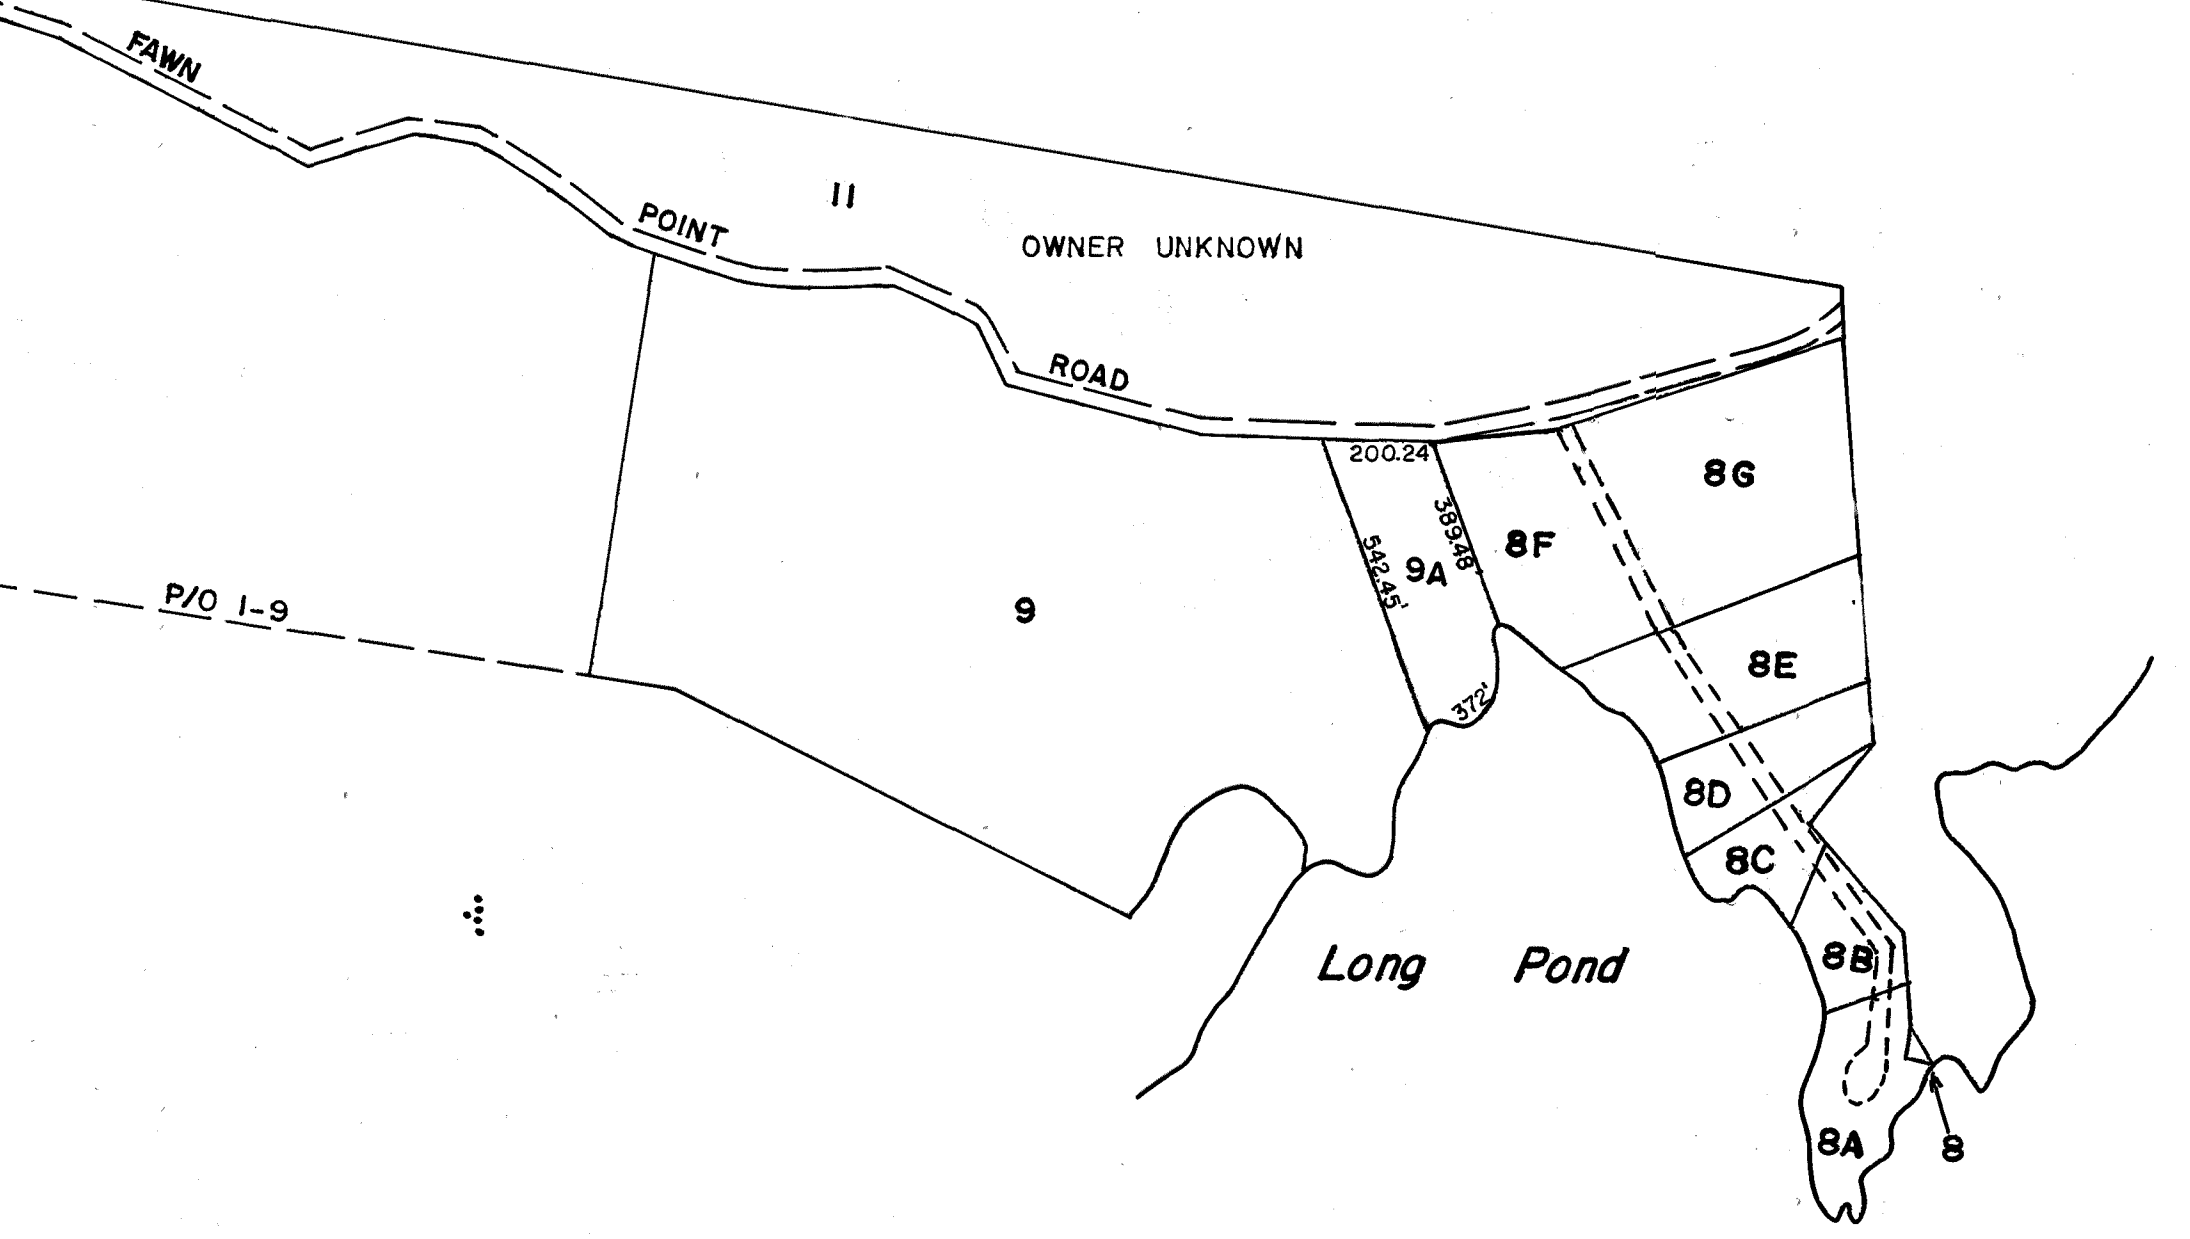 FAWN
POINT
ROAD
11
OWNER UNKNOWN
200.24
389.48'
542.45'
372'
9A
9
P/O 1-9
8G
8F
8E
8D
8C
8B
8A
8
Long Pond